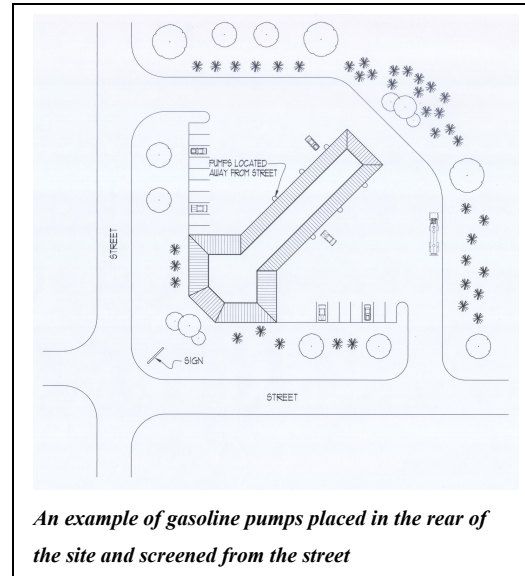 PUMPS LOCATED
AWAY FROM STREET
STREET
SIGN
STREET
An example of gasoline pumps placed in the rear of
the site and screened from the street